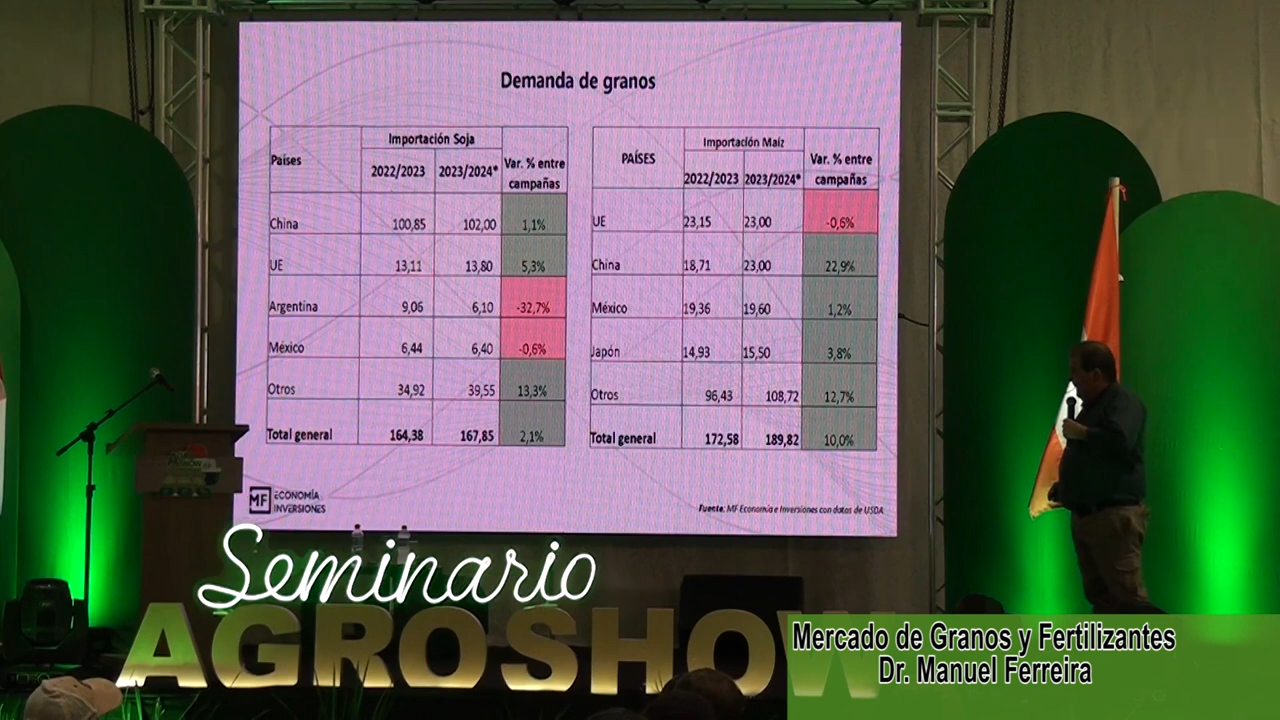 Demanda de granos
Países Importación Soja Var. % entre campañas
2022/2023 2023/2024*
China 100,85 102,00 1,1%
UE 13,11 13,80 5,3%
Argentina 9,06 6,10 -32,7%
México 6,44 6,40 -0,6%
Otros 34,92 39,55 13,3%
Total general 164,38 167,85 2,1%
PAÍSES Importación Maíz Var. % entre campañas
2022/2023 2023/2024*
UE 23,15 23,00 -0,6%
China 18,71 23,00 22,9%
México 19,36 19,60 1,2%
Japón 14,93 15,50 3,8%
Otros 96,43 108,72 12,7%
Total general 172,58 189,82 10,0%
MF ECONOMÍA
INVERSIONES
Fuente: MF Economía e Inversiones con datos de USDA
Seminario
AGROSHOW
Mercado de Granos y Fertilizantes
Dr. Manuel Ferreira